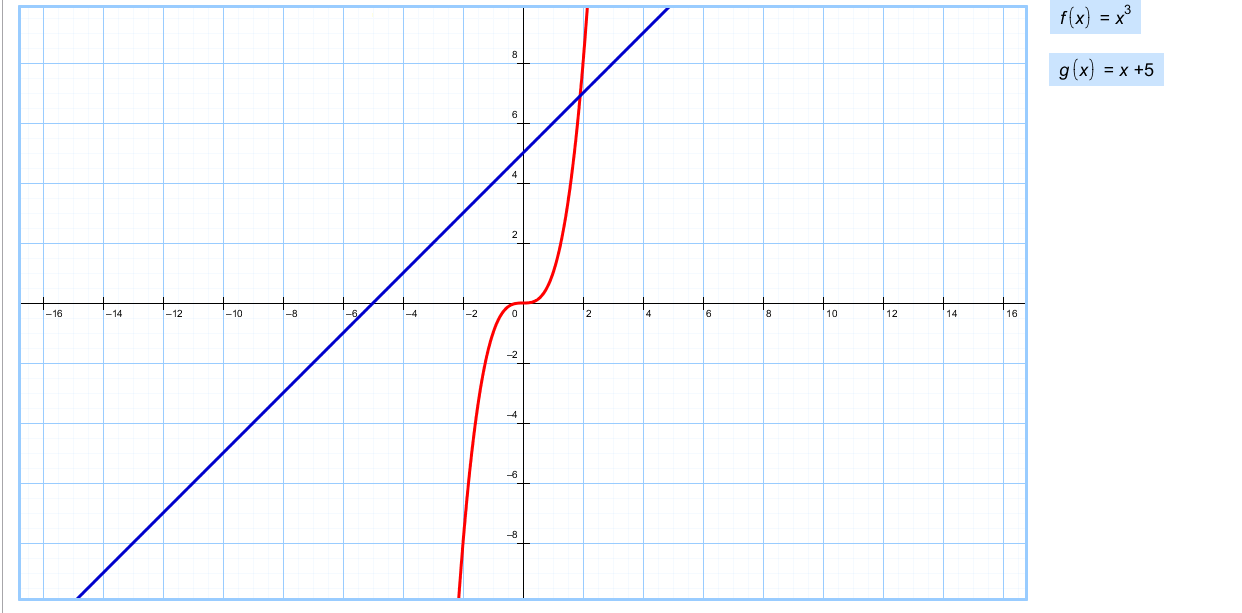 f(x) = x³
g(x) = x +5
8
6
4
2
–16 –14 –12 –10 –8 –6 –4 –2 0 2 4 6 8 10 12 14 16
–2
–4
–6
–8